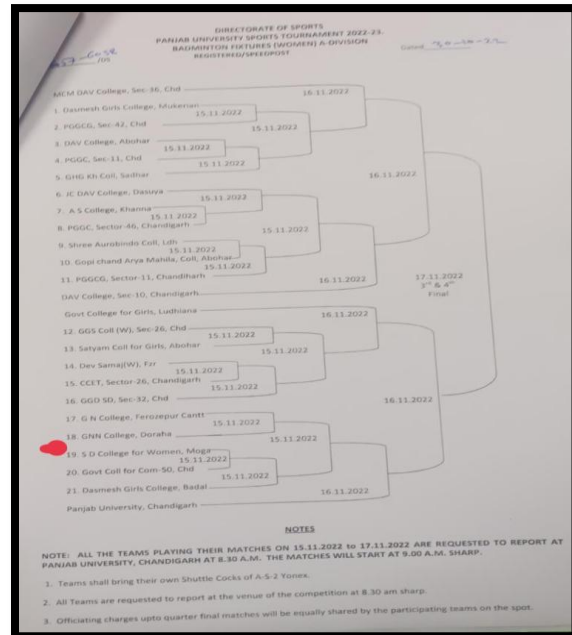 DIRECTORATE OF SPORTS
PANJAB UNIVERSITY SPORTS TOURNAMENT 2022-23.
BADMINTON FIXTURES (WOMEN) A-DIVISION
REGISTERED/SPEEDPOST
/DS
Dated 30-10-22
MCM DAV College, Sec-36, Chd
16.11.2022
1. Dasmesh Girls College, Mukerian
15.11.2022
2. PGGCG, Sec-42, Chd
15.11.2022
3. DAV College, Abohar
15.11.2022
4. PGGC, Sec-11, Chd
15.11.2022
5. GHG Kh Coll, Sadhar
16.11.2022
6. JC DAV College, Dasuya
15.11.2022
7. A S College, Khanna
15.11.2022
8. PGGC, Sector-46, Chandigarh
15.11.2022
9. Shree Aurobindo Coll, Ldh
15.11.2022
10. Gopi chand Arya Mahila, Coll, Abohar
15.11.2022
11. PGGCG, Sector-11, Chandiharh
16.11.2022
DAV College, Sec-10, Chandigarh
17.11.2022
3rd & 4th
Final
Govt College for Girls, Ludhiana
16.11.2022
12. GGS Coll (W), Sec-26, Chd
15.11.2022
13. Satyam Coll for Girls, Abohar
15.11.2022
14. Dev Samaj(W), Fzr
15.11.2022
15. CCET, Sector-26, Chandigarh
15.11.2022
16. GGD SD, Sec-32, Chd
16.11.2022
17. G N College, Ferozepur Cantt
15.11.2022
18. GNN College, Doraha
15.11.2022
19. S D College for Women, Moga
15.11.2022
20. Govt Coll for Com-50, Chd
15.11.2022
21. Dasmesh Girls College, Badal
16.11.2022
Panjab University, Chandigarh
NOTES
NOTE: ALL THE TEAMS PLAYING THEIR MATCHES ON 15.11.2022 to 17.11.2022 ARE REQUESTED TO REPORT AT
PANJAB UNIVERSITY, CHANDIGARH AT 8.30 A.M. THE MATCHES WILL START AT 9.00 A.M. SHARP.
1. Teams shall bring their own Shuttle Cocks of A-S-2 Yonex.
2. All Teams are requested to report at the venue of the competition at 8.30 am sharp.
3. Officiating charges upto quarter final matches will be equally shared by the participating teams on the spot.